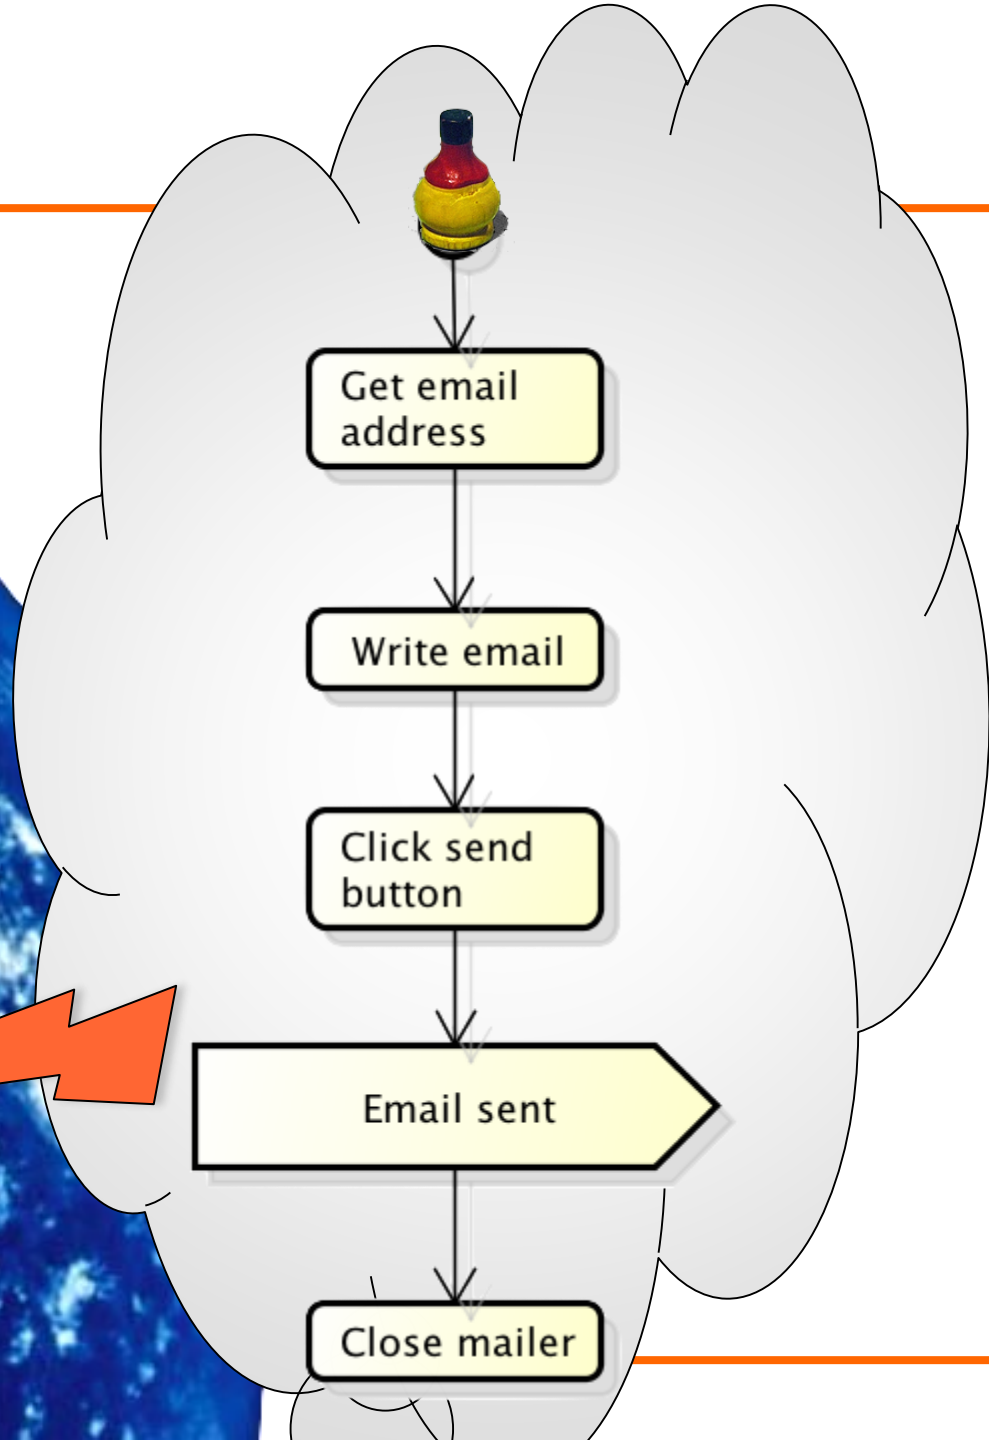 Get email
address
Write email
Click send
button
Email sent
Close mailer